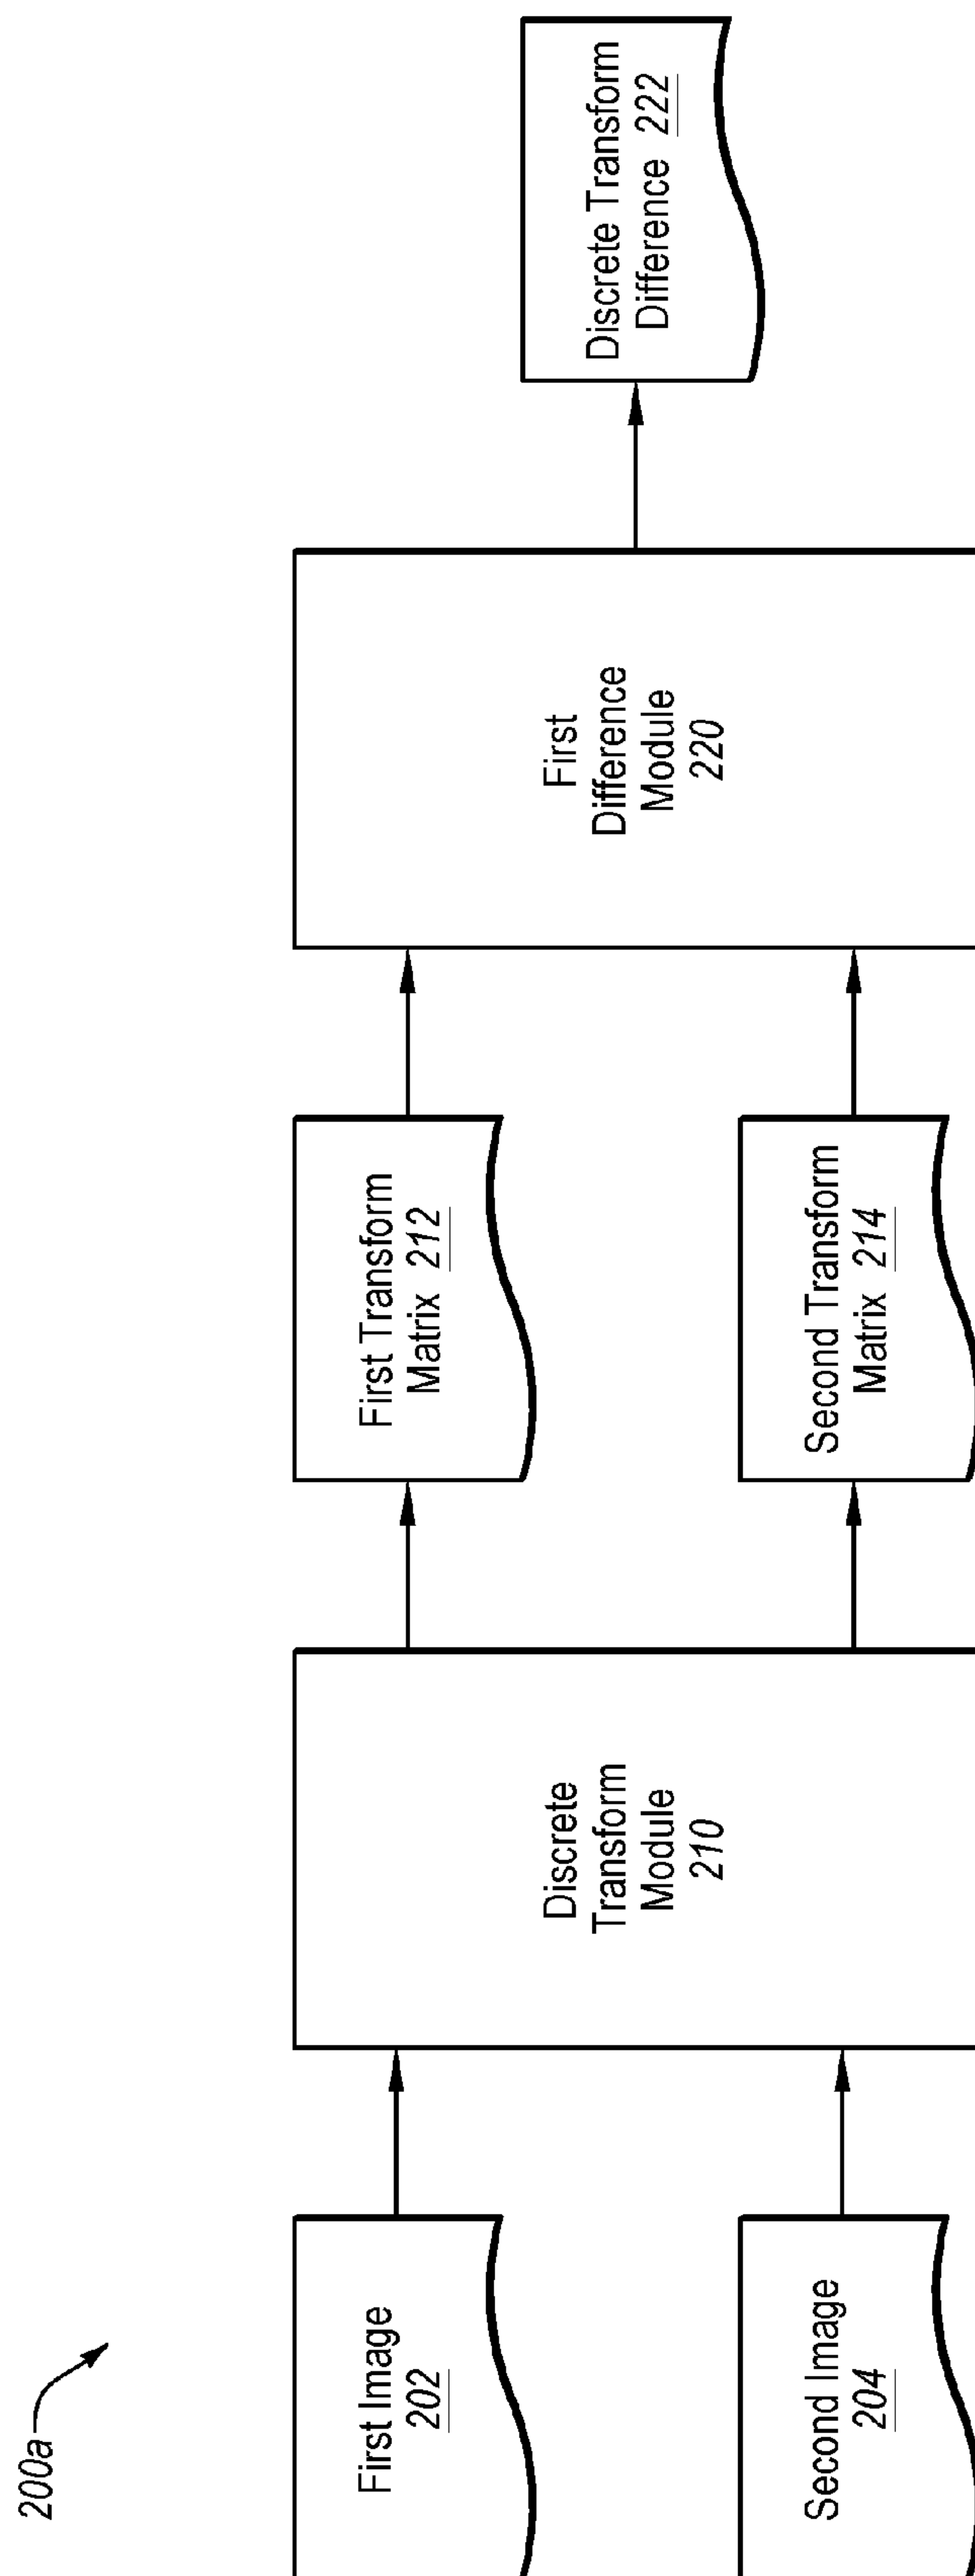 200a
First Image
202
Second Image
204
Discrete
Transform
Module
210
First Transform
Matrix 212
Second Transform
Matrix 214
First
Difference
Module
220
Discrete Transform
Difference 222